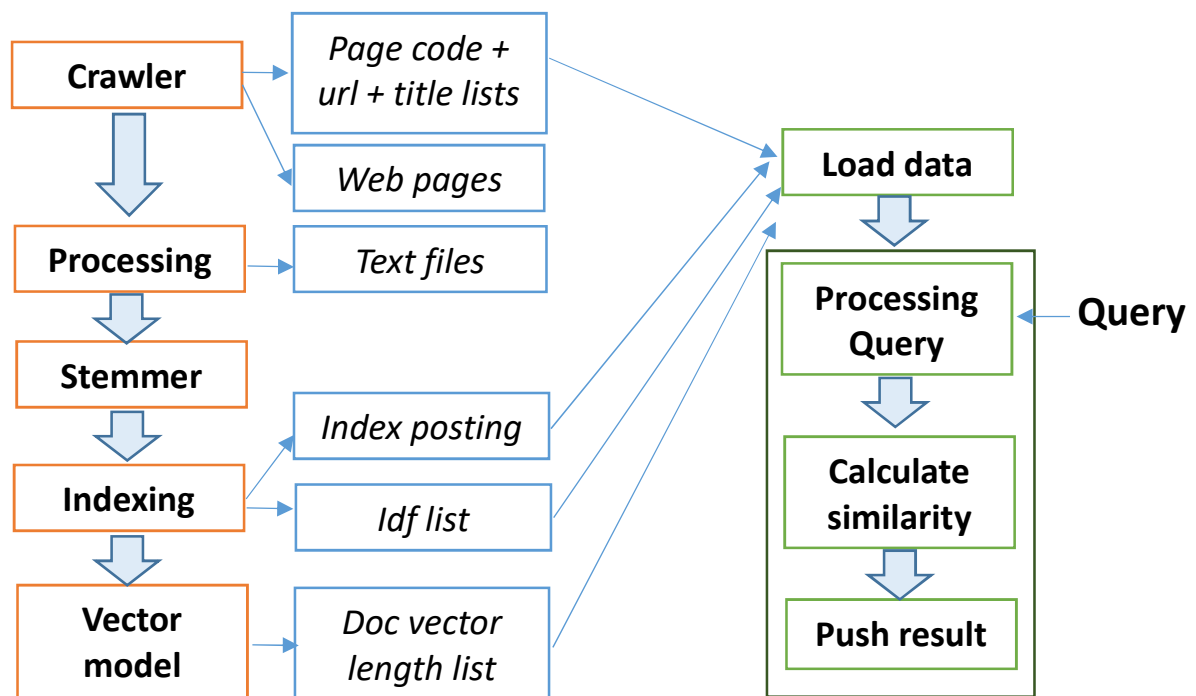 Crawler
Page code +
url + title lists
Web pages
Processing
Text files
Stemmer
Indexing
Index posting
Idf list
Vector
model
Doc vector
length list
Load data
Processing
Query
Query
Calculate
similarity
Push result